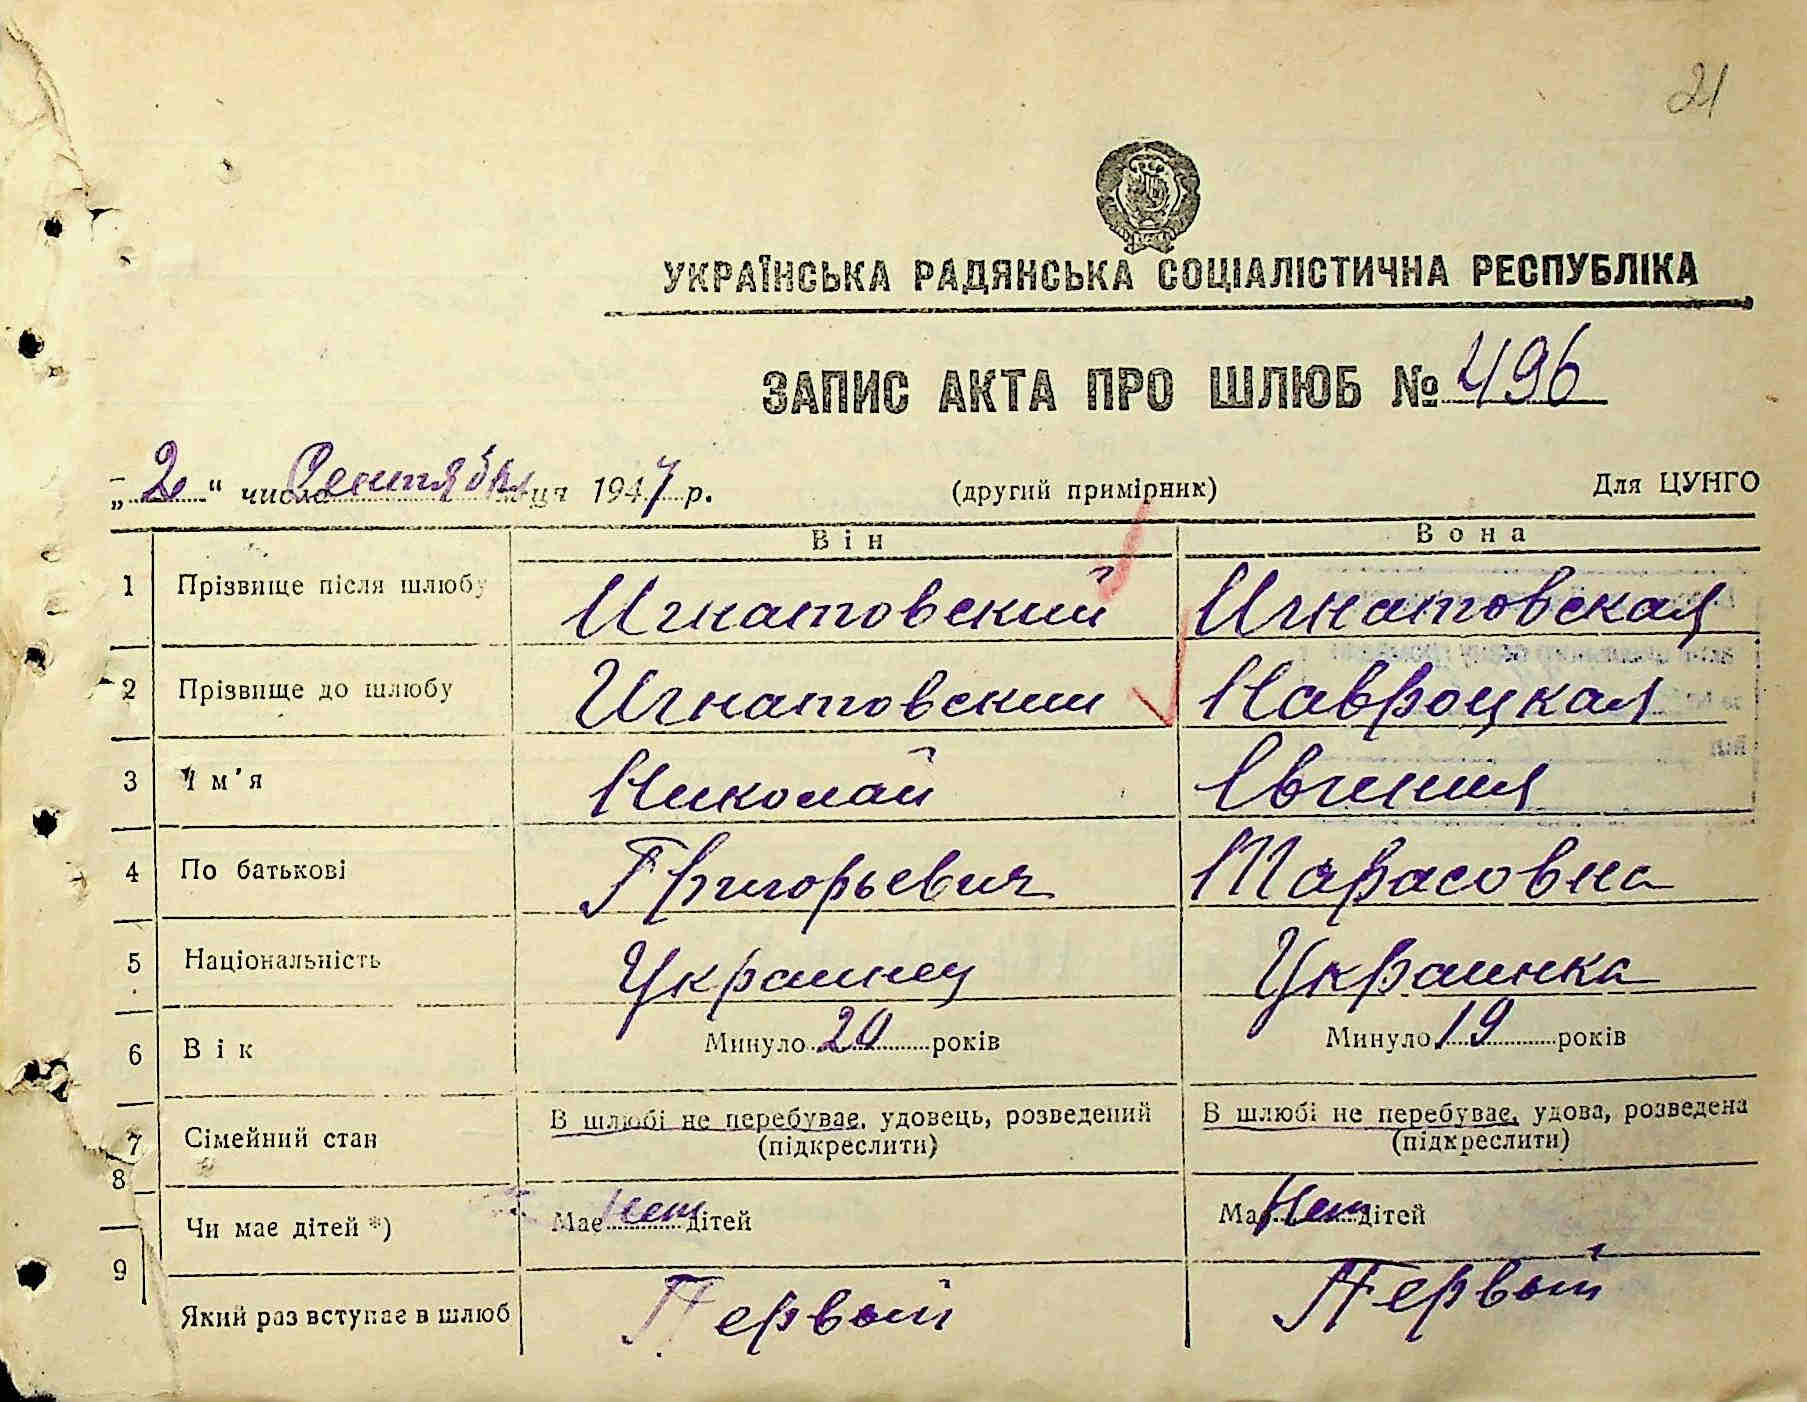 21
УКРАЇНСЬКА РАДЯНСЬКА СОЦІАЛІСТИЧНА РЕСПУБЛІКА
ЗАПИС АКТА ПРО ШЛЮБ № 496
„2“ числа Сентября місяця 1947 р. (другий примірник) Для ЦУНГО
Він Вона
1 Прізвище після шлюбу Игнатовский Игнатовская
2 Прізвище до шлюбу Игнатовский Навроцкая
3 Ім'я Николай Евгения
4 По батькові Григорьевич Тарасовна
5 Національність Украинец Украинка
6 Вік Минуло 20 років Минуло 19 років
7 Сімейний стан В шлюбі не перебуває, удовець, розведений (підкреслити) В шлюбі не перебуває, удова, розведена (підкреслити)
8 Чи має дітей *) Має нет дітей Має Нет дітей
9 Який раз вступає в шлюб Первый Первый